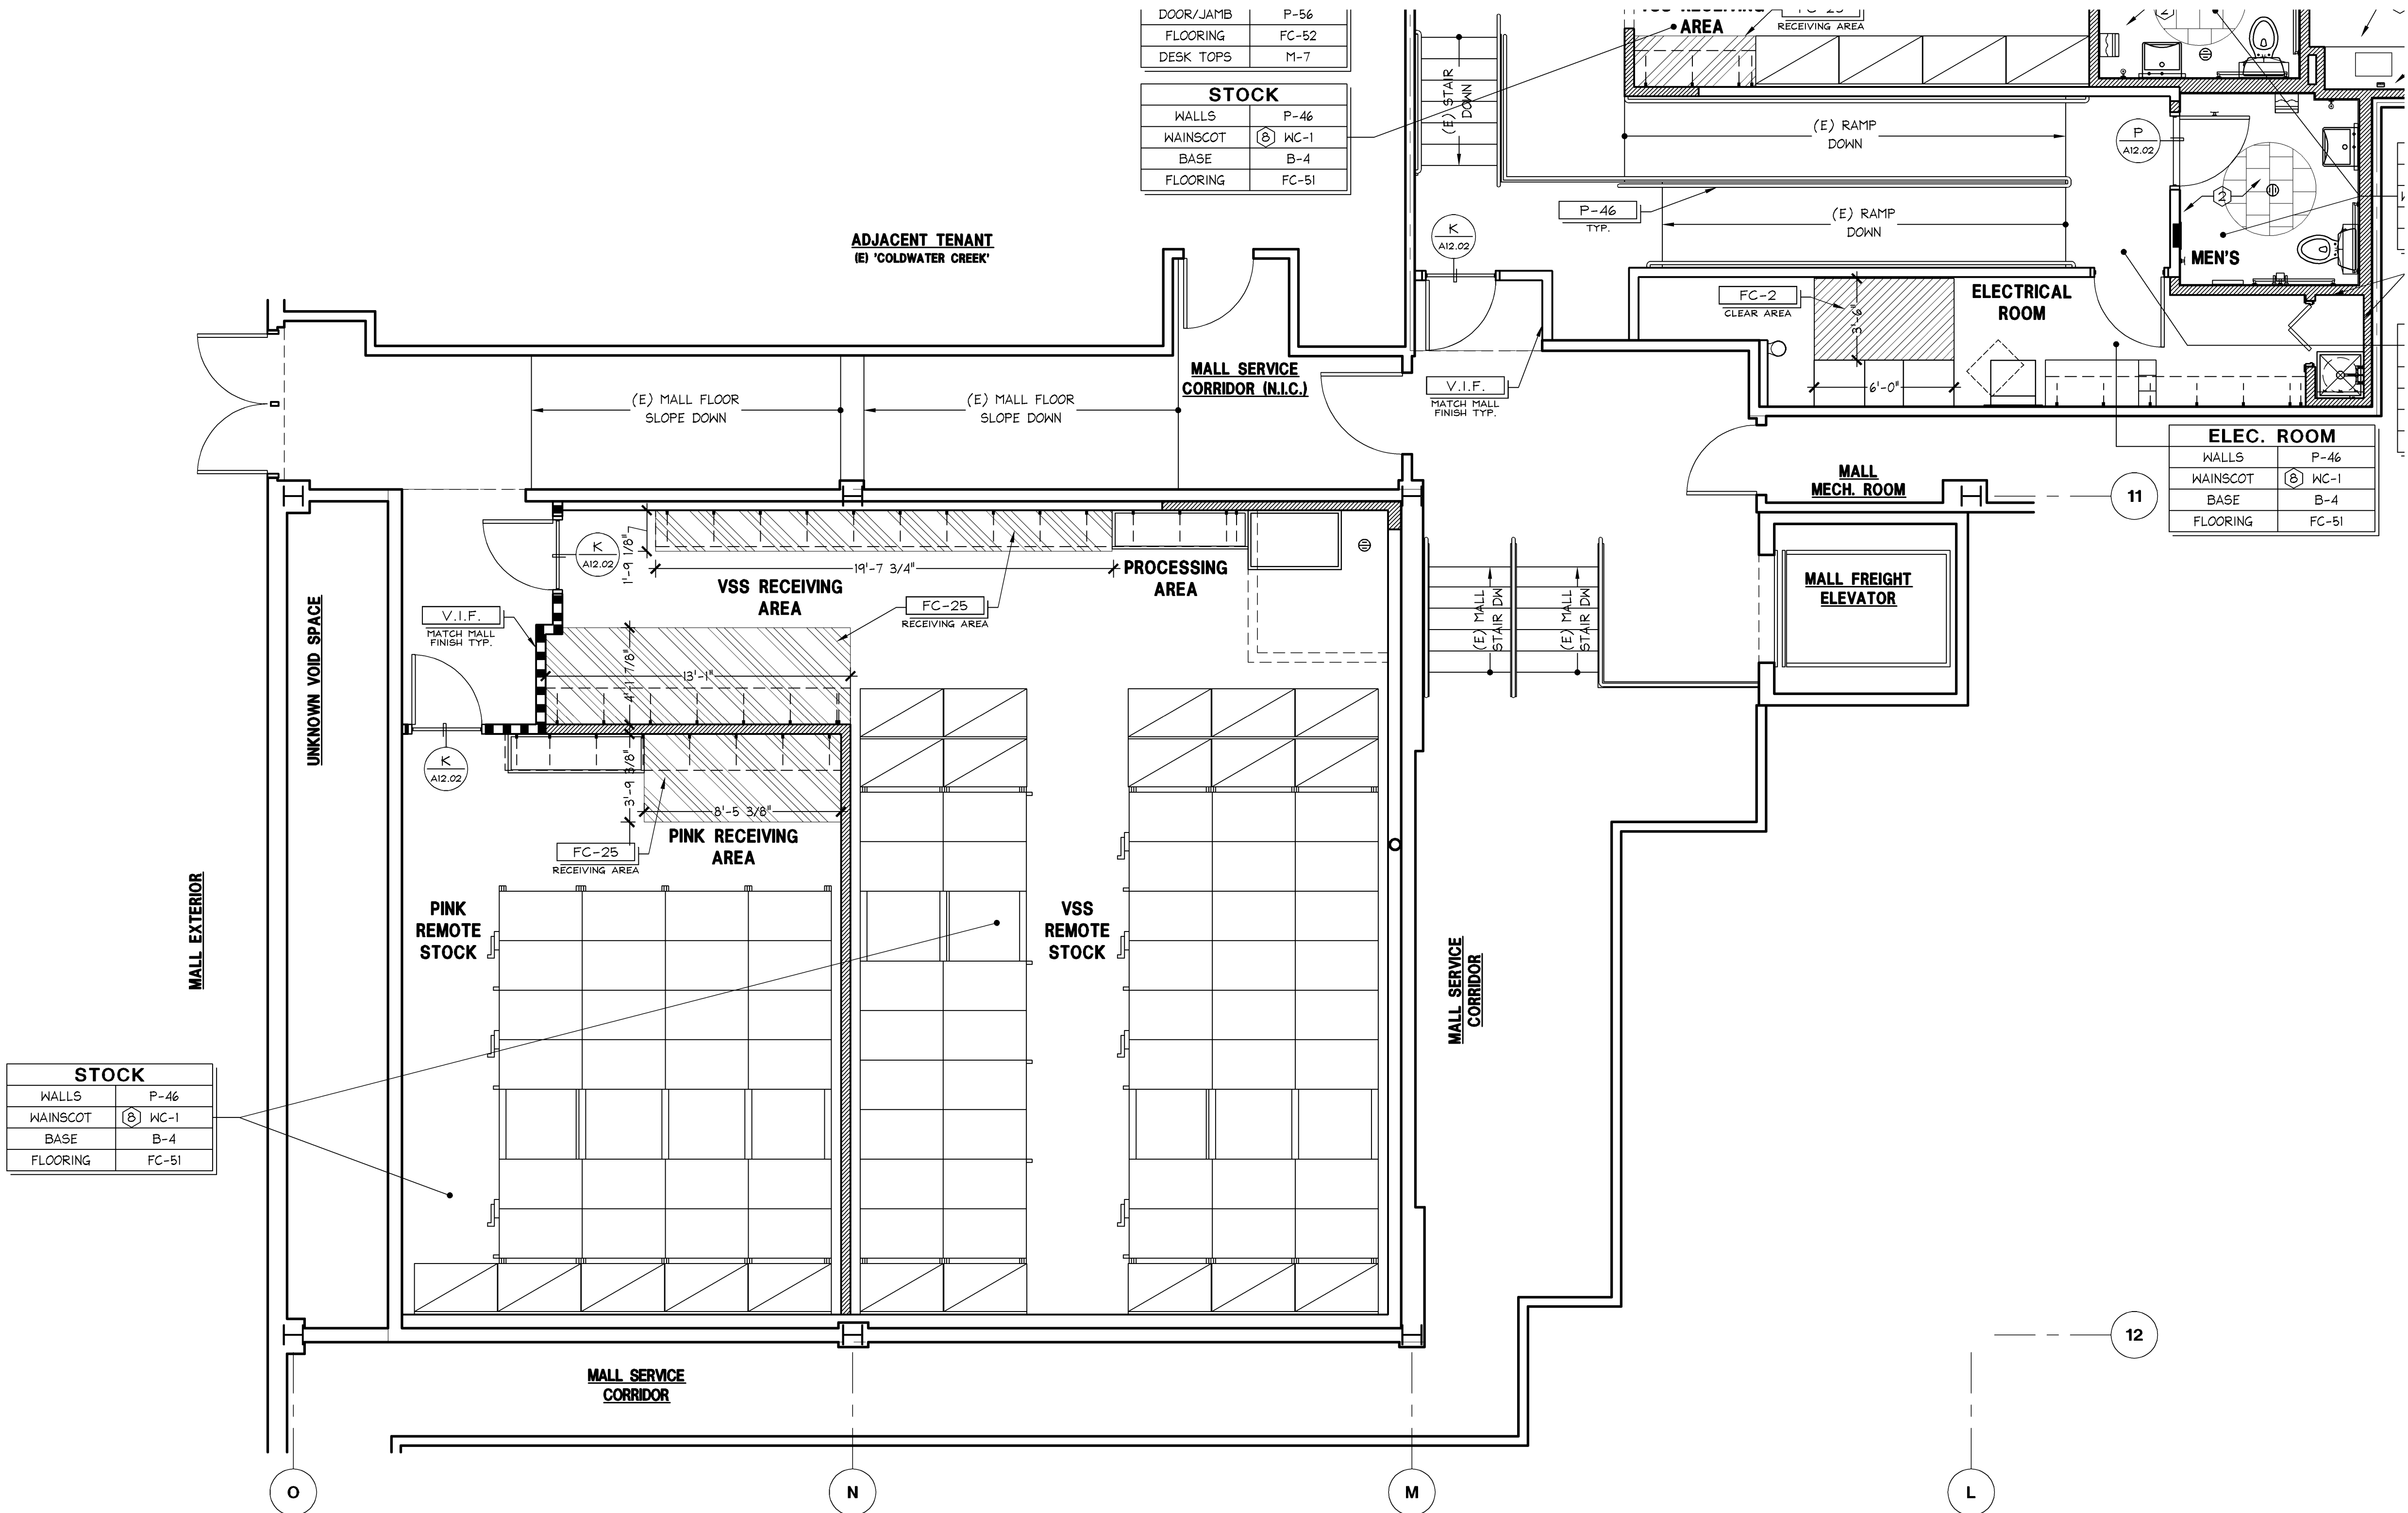 DOOR/JAMB P-56
FLOORING FC-52
DESK TOPS M-7
STOCK
WALLS P-46
WAINSCOT 8 WC-1
BASE B-4
FLOORING FC-51
AREA
RECEIVING AREA
(E) STAIR
DOWN
(E) RAMP
DOWN
(E) RAMP
DOWN
P-46
TYP.
P
A12.02
2
2
MEN'S
K
A12.02
ADJACENT TENANT
(E) 'COLDWATER CREEK'
FC-2
CLEAR AREA
3'-6"
6'-0"
ELECTRICAL
ROOM
V.I.F.
MATCH MALL
FINISH TYP.
MALL SERVICE
CORRIDOR (N.I.C.)
(E) MALL FLOOR
SLOPE DOWN
(E) MALL FLOOR
SLOPE DOWN
ELEC. ROOM
WALLS P-46
WAINSCOT 8 WC-1
BASE B-4
FLOORING FC-51
MALL
MECH. ROOM
11
K
A12.02
1'-9 1/8"
19'-7 3/4"
VSS RECEIVING
AREA
PROCESSING
AREA
FC-25
RECEIVING AREA
V.I.F.
MATCH MALL
FINISH TYP.
(E) MALL
STAIR DW
(E) MALL
STAIR DW
MALL FREIGHT
ELEVATOR
UNKNOWN VOID SPACE
4'-1 7/8"
13'-1"
K
A12.02
3'-9 3/8"
8'-5 3/8"
PINK RECEIVING
AREA
FC-25
RECEIVING AREA
MALL EXTERIOR
PINK
REMOTE
STOCK
VSS
REMOTE
STOCK
MALL SERVICE
CORRIDOR
STOCK
WALLS P-46
WAINSCOT 8 WC-1
BASE B-4
FLOORING FC-51
12
MALL SERVICE
CORRIDOR
O
N
M
L